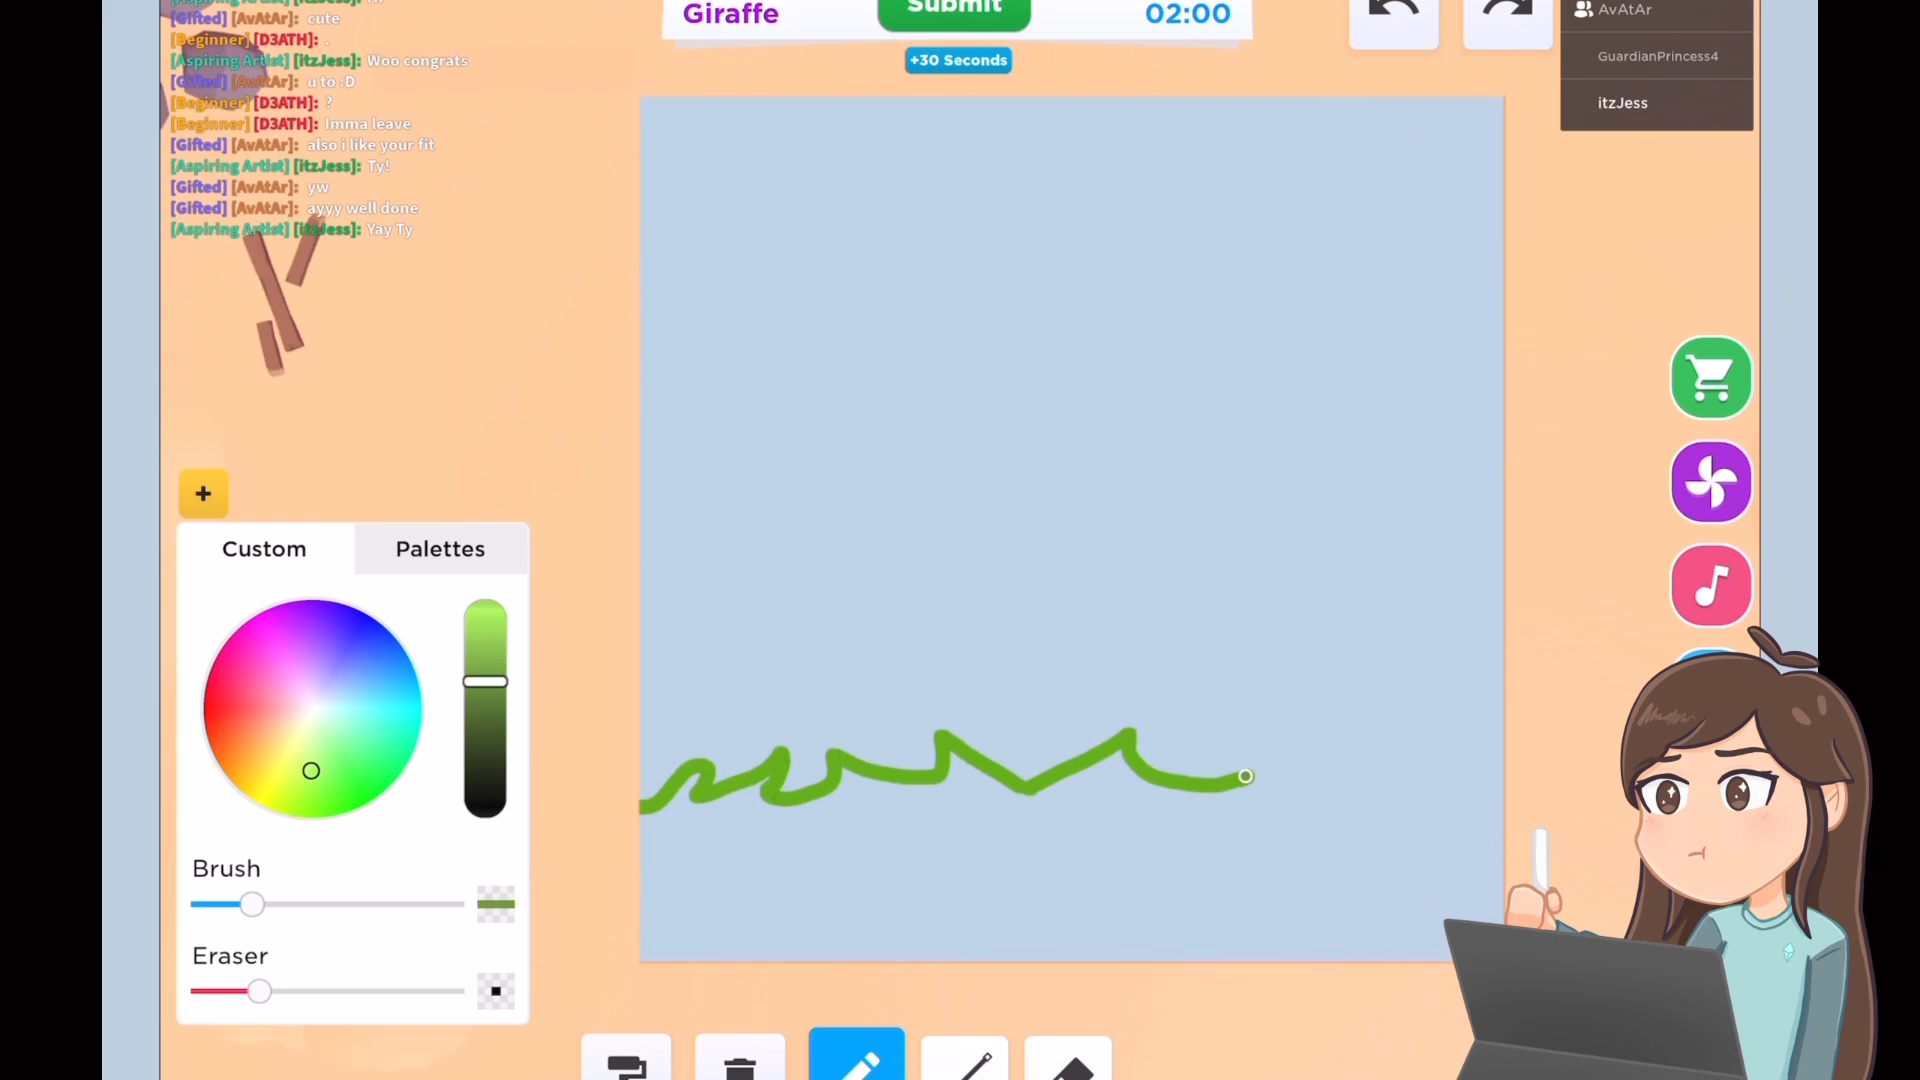 [Gifted] [AvAtAr]: cute
[Beginner] [D3ATH]: .
[Aspiring Artist] [itzJess]: Woo congrats
[Gifted] [AvAtAr]: u to :D
[Beginner] [D3ATH]: ?
[Beginner] [D3ATH]: Imma leave
[Gifted] [AvAtAr]: also i like your fit
[Aspiring Artist] [itzJess]: Ty!
[Gifted] [AvAtAr]: yw
[Gifted] [AvAtAr]: ayyy well done
[Aspiring Artist] [itzJess]: Yay Ty
Giraffe
Submit
02:00
+30 Seconds
AvAtAr
GuardianPrincess4
itzJess
+
Custom
Palettes
Brush
Eraser